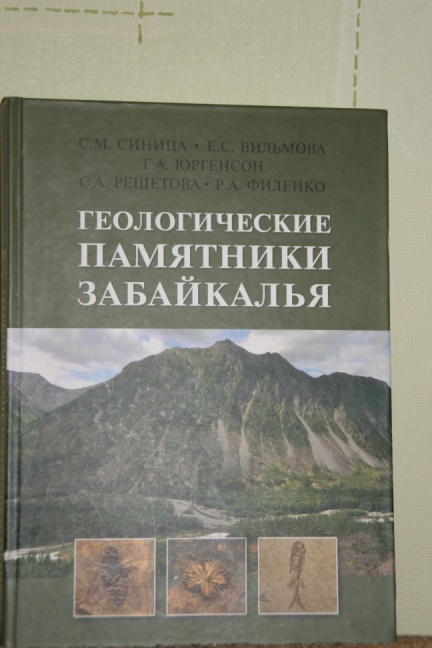 С.М. СИНИЦА • Е.С. ВИЛЬМОВА
Г.А. ЮРГЕНСОН
С.А. РЕШЕТОВА • Р.А. ФИЛЕНКО
ГЕОЛОГИЧЕСКИЕ
ПАМЯТНИКИ
ЗАБАЙКАЛЬЯ